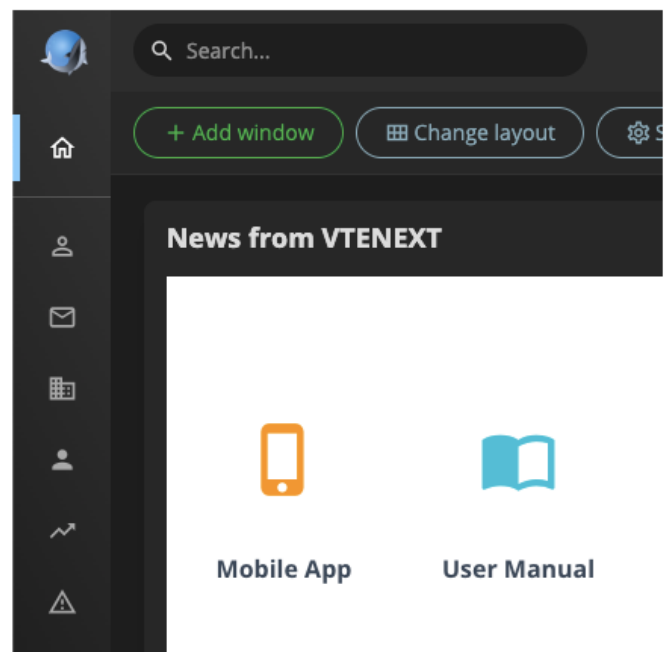 Search...
+ Add window
Change layout
S
News from VTENEXT
Mobile App
User Manual